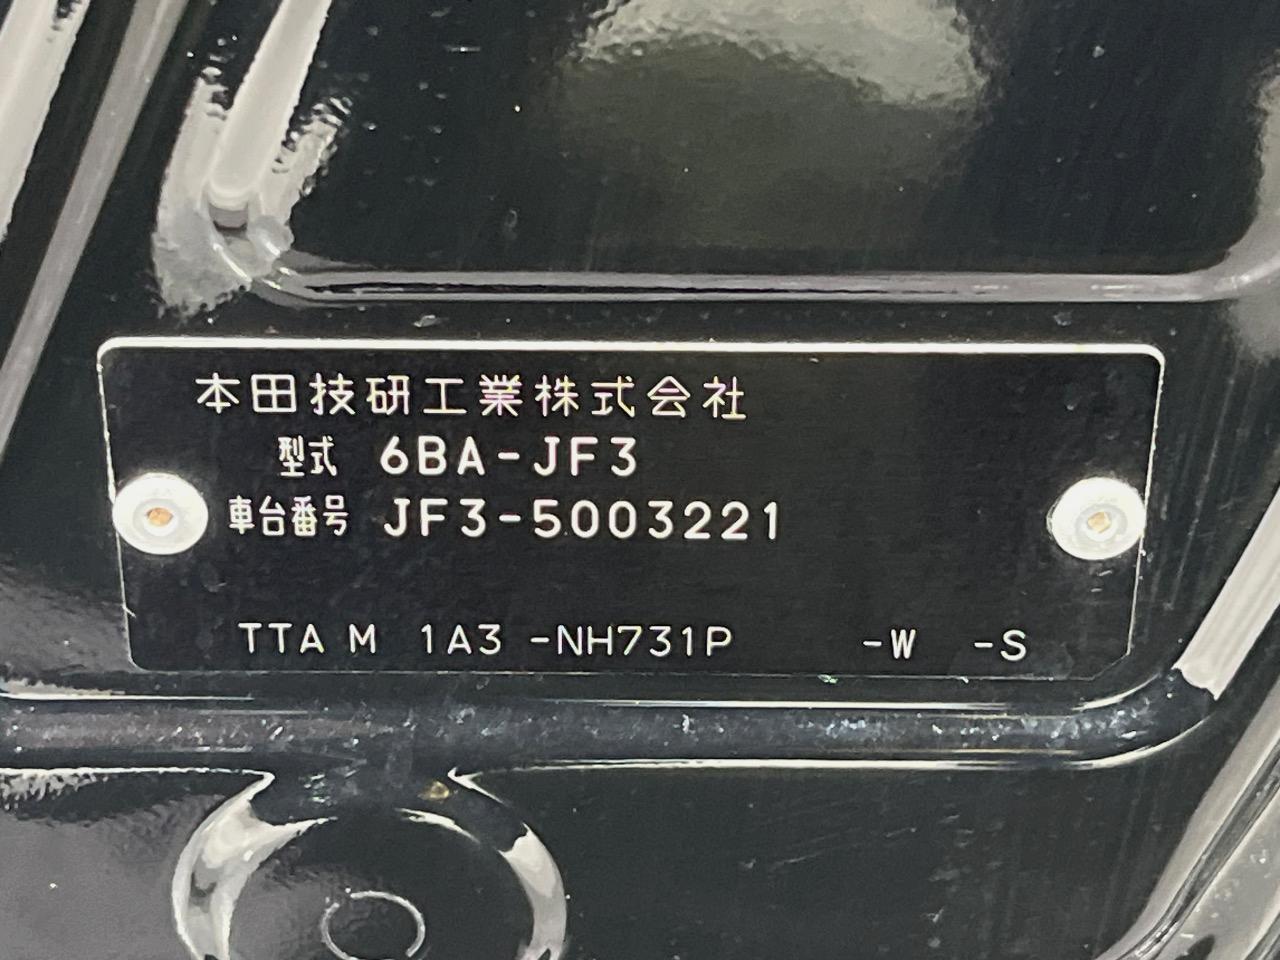 本田技研工業株式会社
型式 6BA-JF3
車台番号 JF3-5003221
TTA M 1A3 -NH731P -W -S